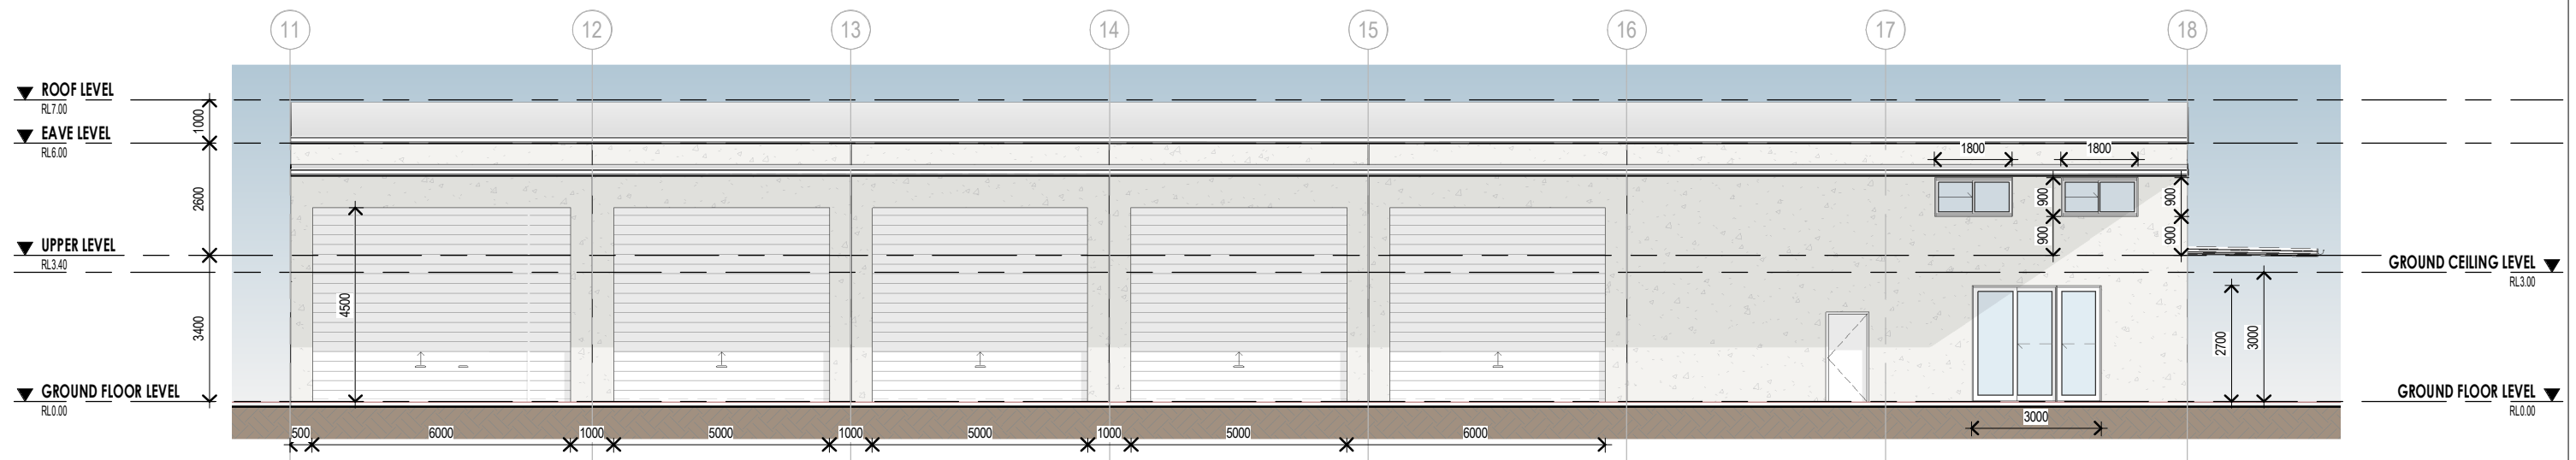 11 12 13 14 15 16 17 18
ROOF LEVEL
RL7.00
1000
EAVE LEVEL
RL6.00
1800 1800
2600
900 900
UPPER LEVEL
RL3.40
900 900
GROUND CEILING LEVEL
RL3.00
4500
3400
2700 3000
GROUND FLOOR LEVEL
RL0.00
GROUND FLOOR LEVEL
RL0.00
3000
500 6000 1000 5000 1000 5000 1000 5000 6000